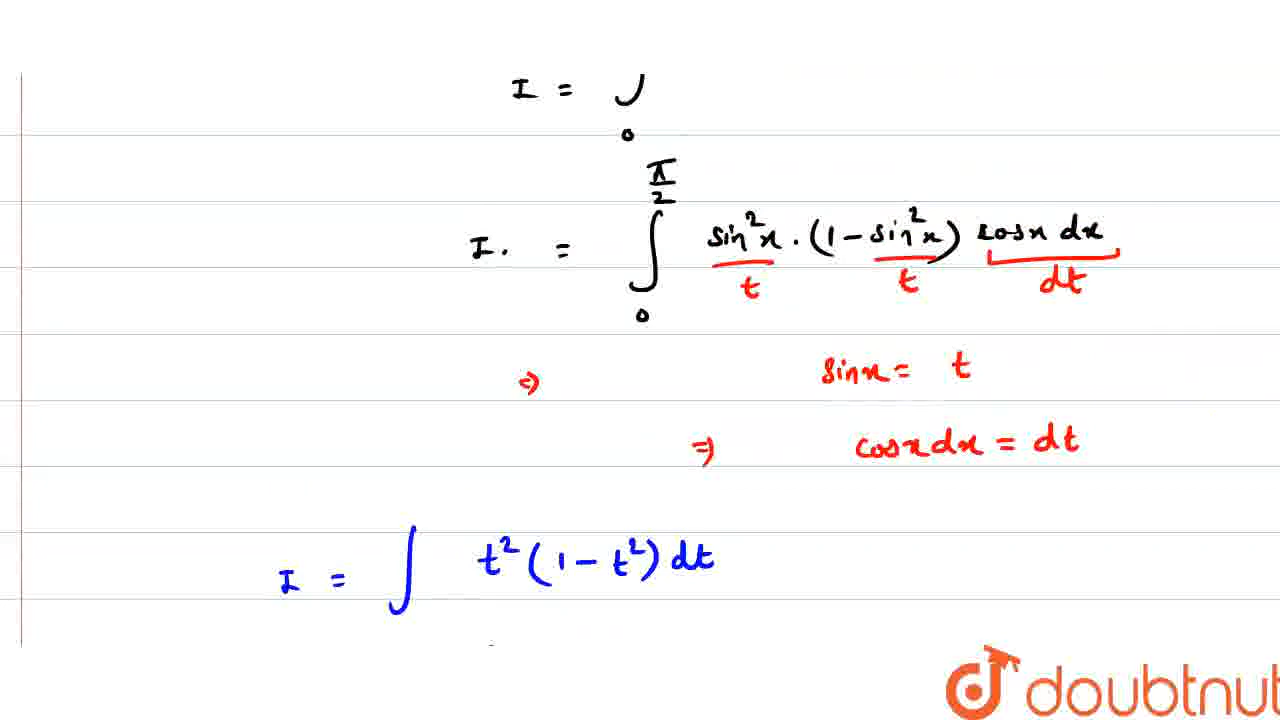 I = ∫
0
π/2
I. = ∫ sin²x . (1 - sin²x) cosx dx
t t dt
0
sinx = t
⇒
⇒ cosx dx = dt
I = ∫ t² (1 - t²) dt
doubtnut